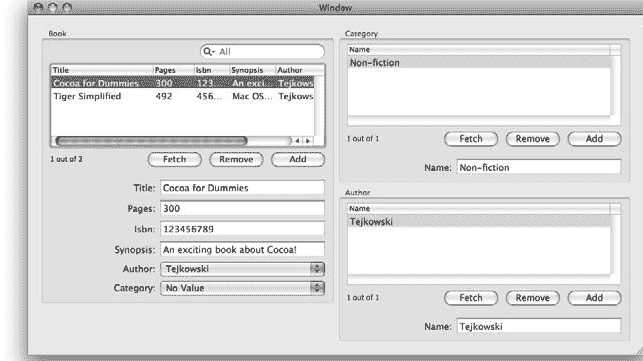 Window
Book
All
Title Pages Isbn Synopsis Author
Cocoa for Dummies 300 123... An exci... Tejkows
Tiger Simplified 492 456... Mac OS... Tejkows
1 out of 2
Fetch Remove Add
Title: Cocoa for Dummies
Pages: 300
Isbn: 123456789
Synopsis: An exciting book about Cocoa!
Author: Tejkowski
Category: No Value
Category
Name
Non-fiction
1 out of 1
Fetch Remove Add
Name: Non-fiction
Author
Name
Tejkowski
1 out of 1
Fetch Remove Add
Name: Tejkowski